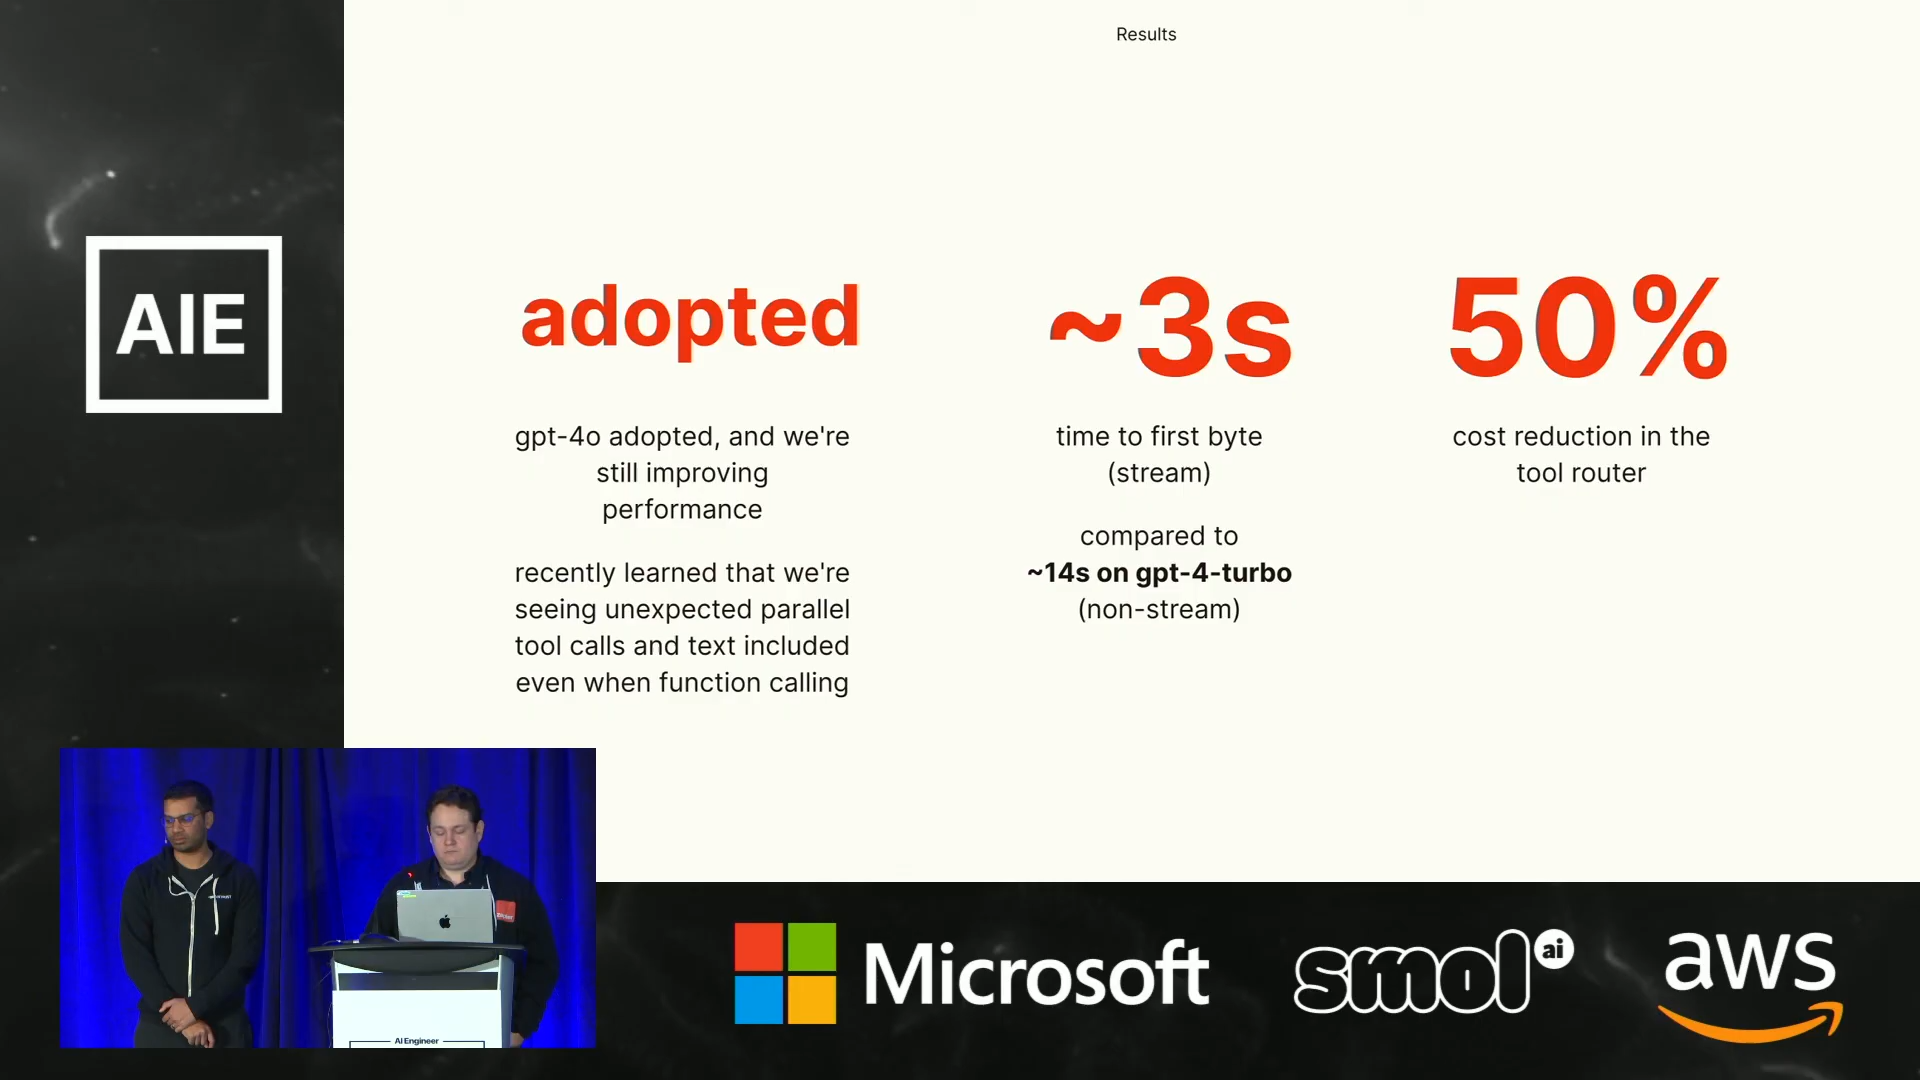 Results
AIE
adopted
gpt-4o adopted, and we're
still improving
performance
recently learned that we're
seeing unexpected parallel
tool calls and text included
even when function calling
~3s
time to first byte
(stream)
compared to
~14s on gpt-4-turbo
(non-stream)
50%
cost reduction in the
tool router
AI Engineer
Microsoft
smol ai
aws